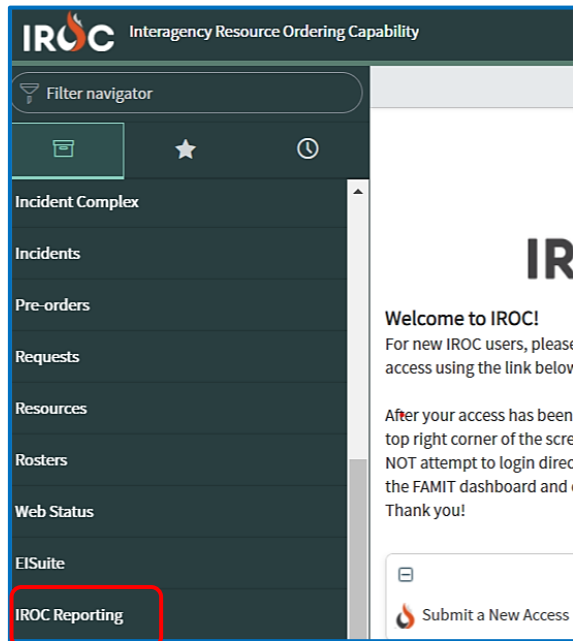 IROC Interagency Resource Ordering Capability
Filter navigator
Incident Complex
Incidents
Pre-orders
Requests
Resources
Rosters
Web Status
EISuite
IROC Reporting
IR
Welcome to IROC!
For new IROC users, please
access using the link below
After your access has been
top right corner of the scre
NOT attempt to login direc
the FAMIT dashboard and
Thank you!
Submit a New Access